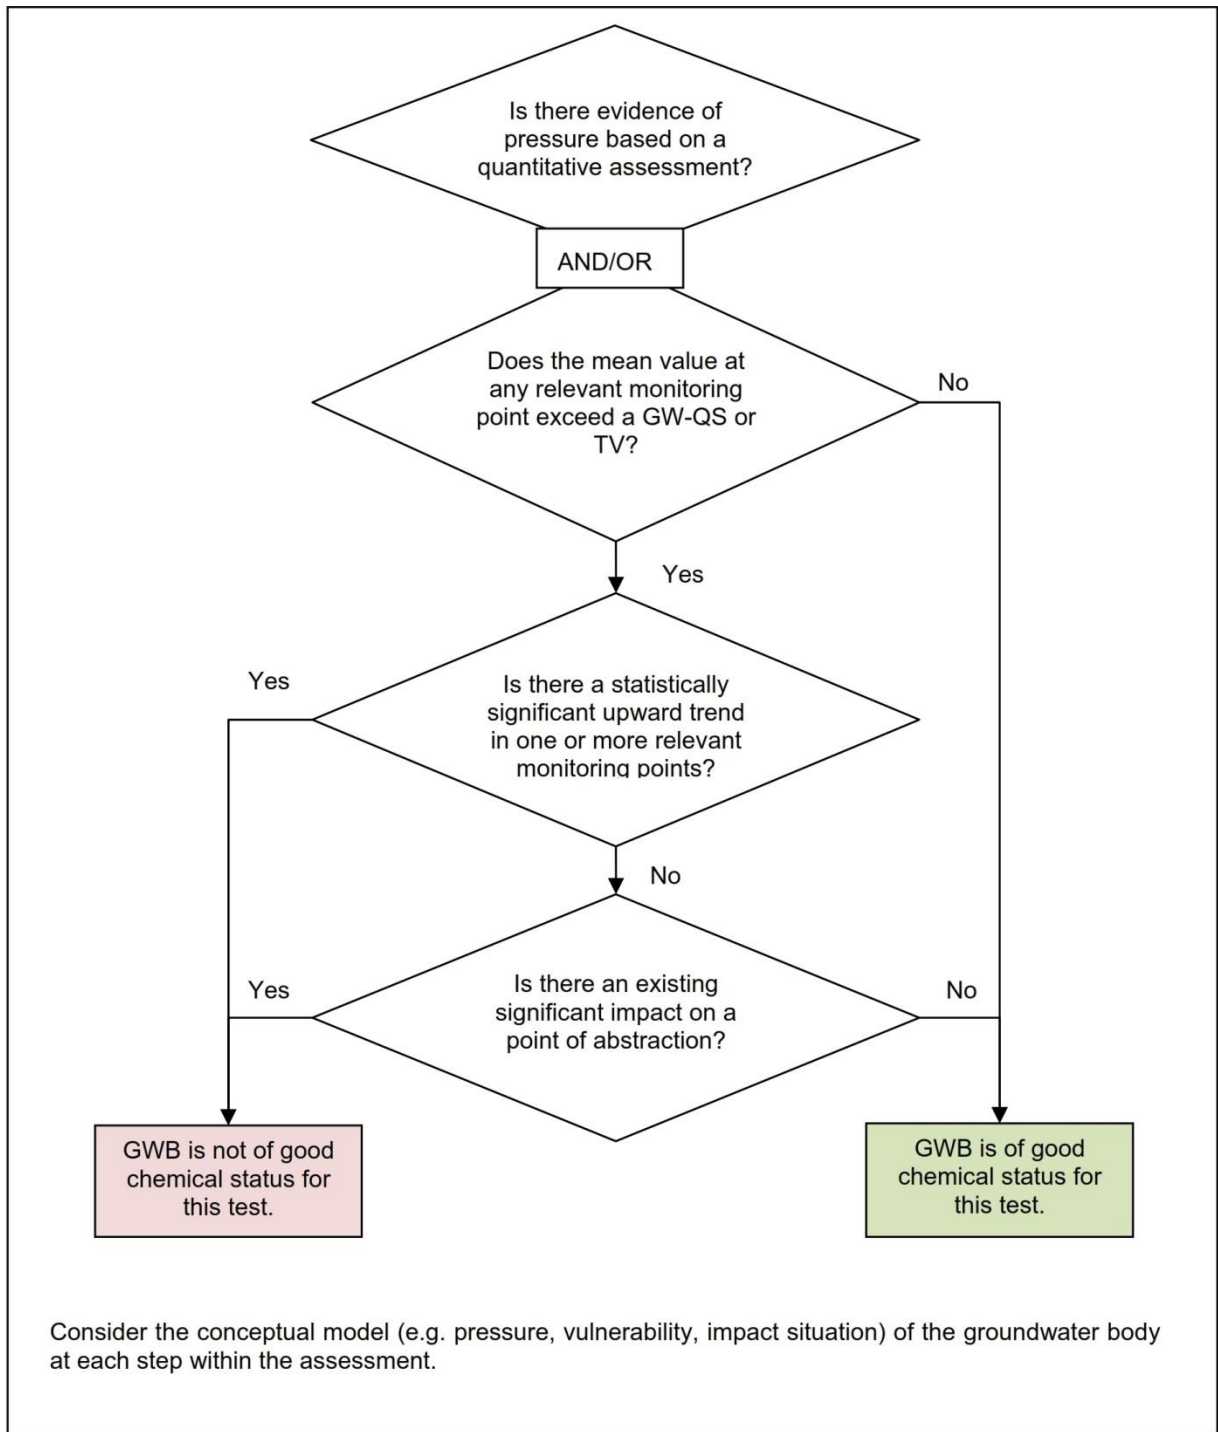 Is there evidence of
pressure based on a
quantitative assessment?
AND/OR
Does the mean value at
any relevant monitoring
point exceed a GW-QS or
TV?
No
Yes
Is there a statistically
significant upward trend
in one or more relevant
monitoring points?
Yes
No
Is there an existing
significant impact on a
point of abstraction?
Yes
No
GWB is not of good
chemical status for
this test.
GWB is of good
chemical status for
this test.
Consider the conceptual model (e.g. pressure, vulnerability, impact situation) of the groundwater body
at each step within the assessment.